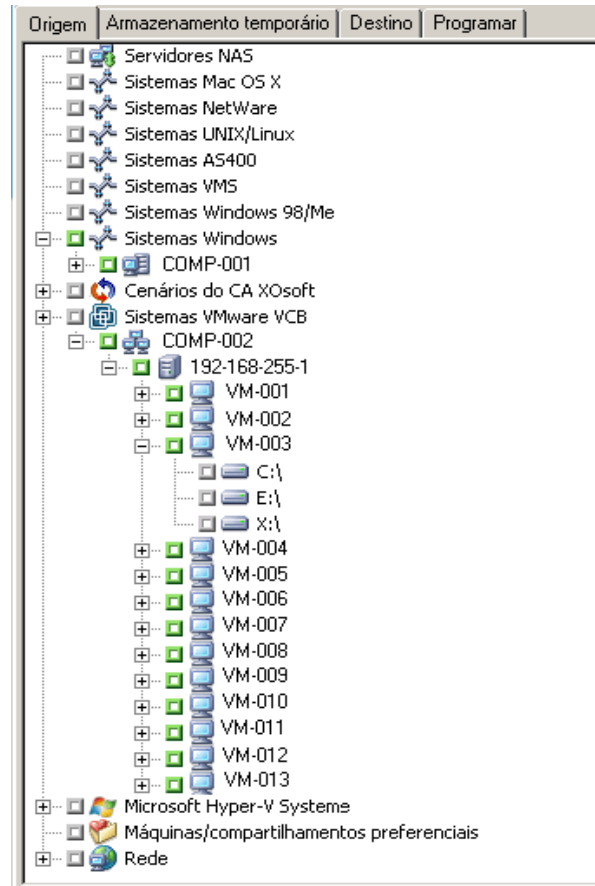 Origem Armazenamento temporário Destino Programar
Servidores NAS
Sistemas Mac OS X
Sistemas NetWare
Sistemas UNIX/Linux
Sistemas AS400
Sistemas VMS
Sistemas Windows 98/Me
Sistemas Windows
COMP-001
Cenários do CA XOsoft
Sistemas VMware VCB
COMP-002
192-168-255-1
VM-001
VM-002
VM-003
C:\
E:\
X:\
VM-004
VM-005
VM-006
VM-007
VM-008
VM-009
VM-010
VM-011
VM-012
VM-013
Microsoft Hyper-V Systems
Máquinas/compartilhamentos preferenciais
Rede